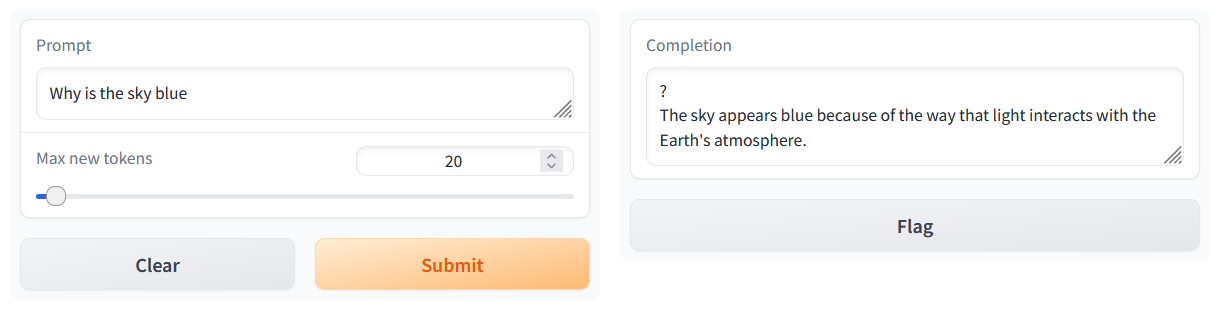 Prompt
Why is the sky blue
Max new tokens
20
Clear
Submit
Completion
?
The sky appears blue because of the way that light interacts with the
Earth's atmosphere.
Flag